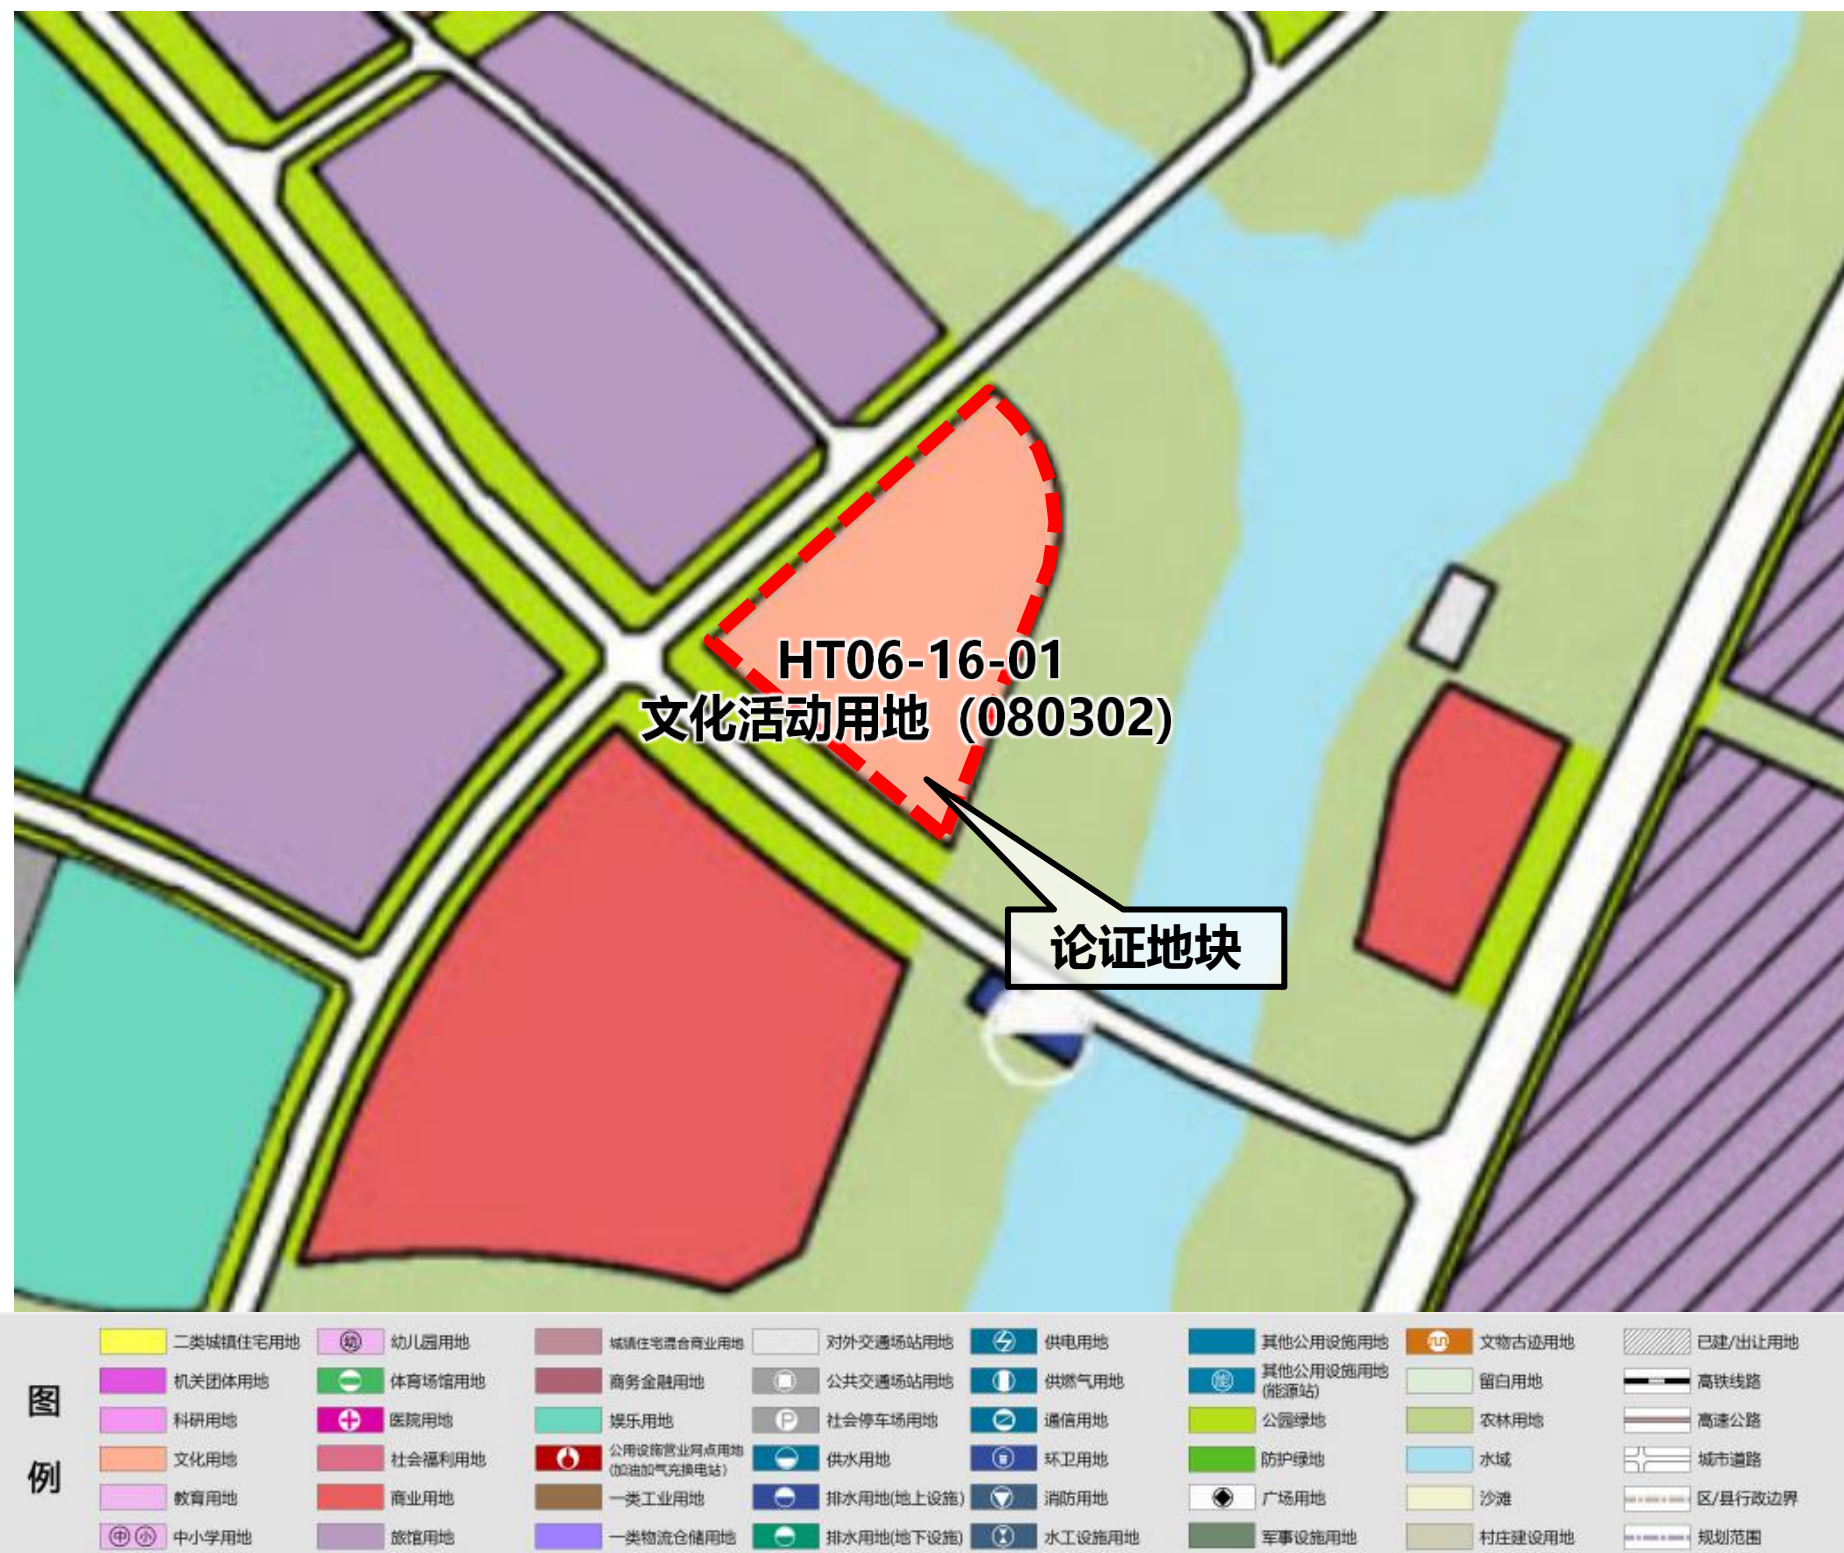 HT06-16-01
文化活动用地（080302）
论证地块
图
例
二类城镇住宅用地
幼
幼儿园用地
城镇住宅混合商业用地
对外交通场站用地
供电用地
其他公用设施用地
文物古迹用地
已建/出让用地
机关团体用地
体育场馆用地
商务金融用地
公共交通场站用地
供燃气用地
能
其他公用设施用地
(能源站)
留白用地
高铁线路
科研用地
医院用地
娱乐用地
P
社会停车场用地
通信用地
公园绿地
农林用地
高速公路
文化用地
社会福利用地
公用设施营业网点用地
(加油加气充换电站)
供水用地
环卫用地
防护绿地
水域
城市道路
教育用地
商业用地
一类工业用地
排水用地(地上设施)
消防用地
广场用地
沙滩
区/县行政边界
中 小
中小学用地
旅馆用地
一类物流仓储用地
排水用地(地下设施)
水工设施用地
军事设施用地
村庄建设用地
规划范围